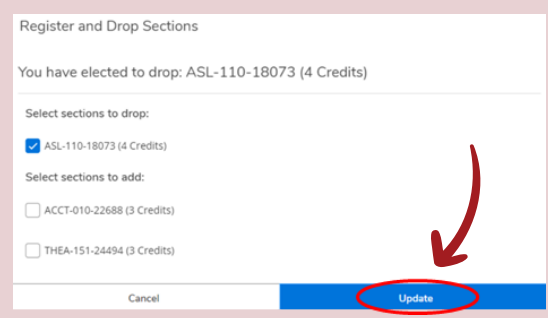 Register and Drop Sections
You have elected to drop: ASL-110-18073 (4 Credits)
Select sections to drop:
ASL-110-18073 (4 Credits)
Select sections to add:
ACCT-010-22688 (3 Credits)
THEA-151-24494 (3 Credits)
Cancel
Update